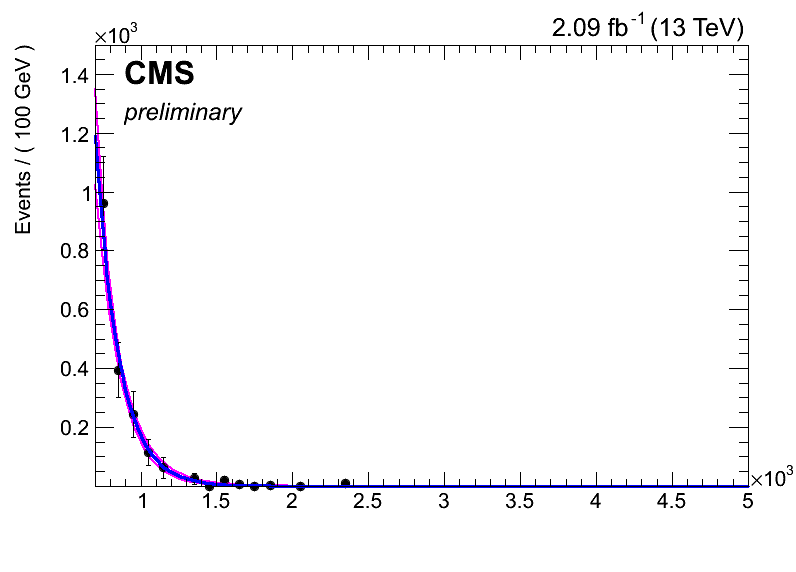 ×10³
2.09 fb⁻¹ (13 TeV)
CMS
preliminary
Events / ( 100 GeV )
1.4
1.2
1
0.8
0.6
0.4
0.2
1 1.5 2 2.5 3 3.5 4 4.5 5
×10³